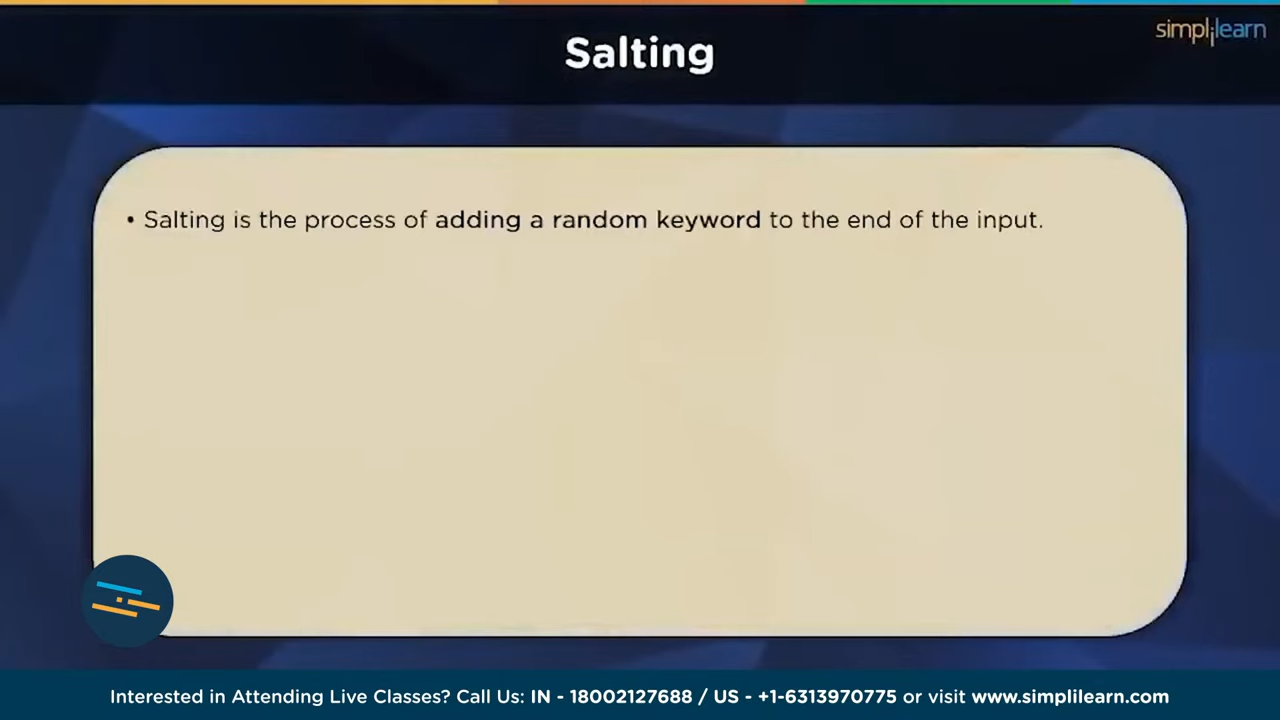 Salting
simplilearn
• Salting is the process of adding a random keyword to the end of the input.
Interested in Attending Live Classes? Call Us: IN - 18002127688 / US - +1-6313970775 or visit www.simplilearn.com